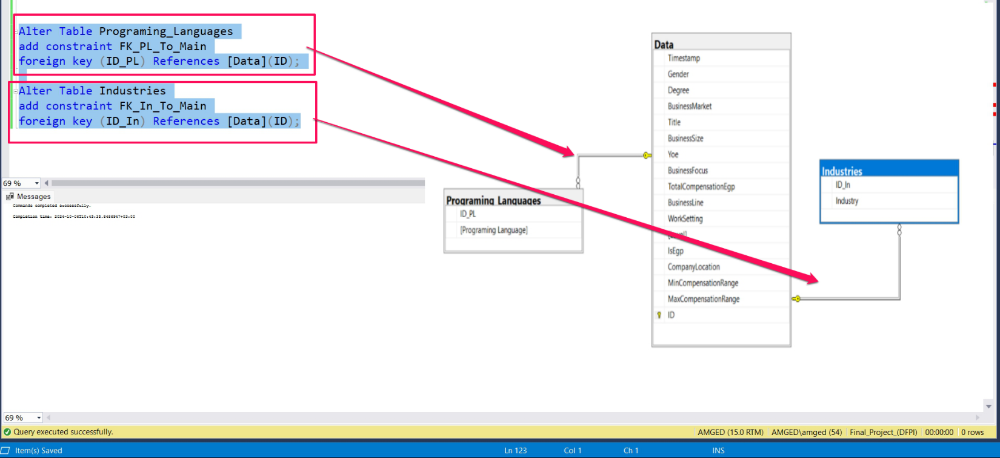 Alter Table Programing_Languages
add constraint FK_PL_To_Main
foreign key (ID_PL) References [Data](ID);
Alter Table Industries
add constraint FK_In_To_Main
foreign key (ID_In) References [Data](ID);
69 %
Messages
Commands completed successfully.
Completion time: 2024-10-06T10:43:33.8486947+03:00
Programing Languages
ID_PL
[Programing Language]
Data
Timestamp
Gender
Degree
BusinessMarket
Title
BusinessSize
Yoe
BusinessFocus
TotalCompensationEgp
BusinessLine
WorkSetting
[Level]
IsEgp
CompanyLocation
MinCompensationRange
MaxCompensationRange
ID
Industries
ID_In
Industry
69 %
Query executed successfully.
AMGED (15.0 RTM)
AMGED\amged (54)
Final_Project_(DFPI)
00:00:00
0 rows
Item(s) Saved
Ln 123
Col 1
Ch 1
INS